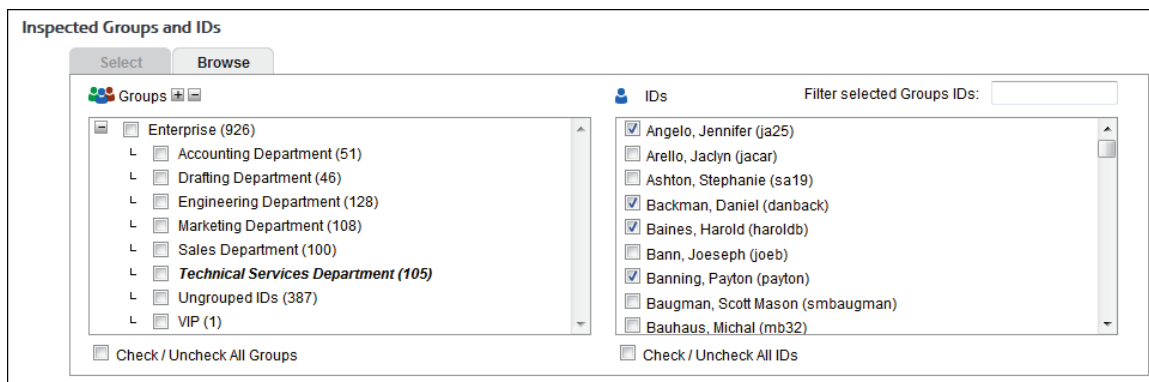 Inspected Groups and IDs
Select Browse
Groups IDs Filter selected Groups IDs:
Enterprise (926)
Accounting Department (51)
Drafting Department (46)
Engineering Department (128)
Marketing Department (108)
Sales Department (100)
Technical Services Department (105)
Ungrouped IDs (387)
VIP (1)
Check / Uncheck All Groups
Angelo, Jennifer (ja25)
Arello, Jaclyn (jacar)
Ashton, Stephanie (sa19)
Backman, Daniel (danback)
Baines, Harold (haroldb)
Bann, Joeseph (joeb)
Banning, Payton (payton)
Baugman, Scott Mason (smbaugman)
Bauhaus, Michal (mb32)
Check / Uncheck All IDs